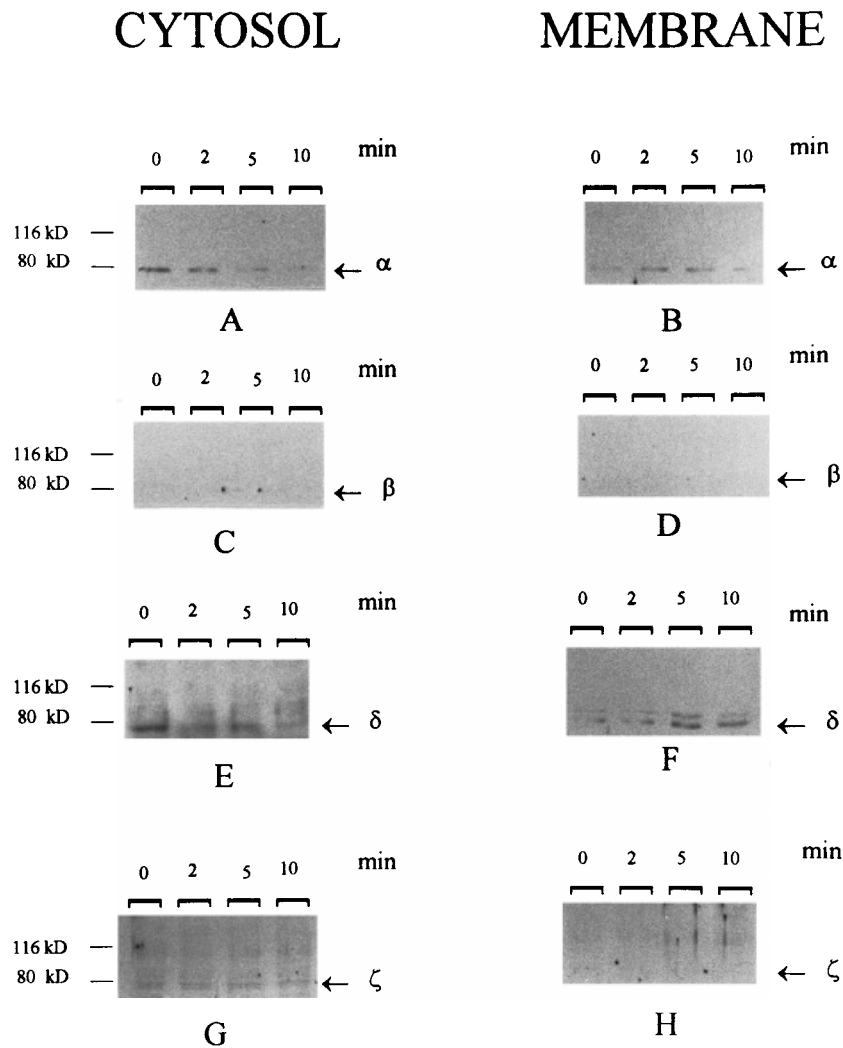 CYTOSOL MEMBRANE
0 2 5 10 min
0 2 5 10 min
116 kD
80 kD
← α
← α
A
B
0 2 5 10 min
0 2 5 10 min
116 kD
80 kD
← β
← β
C
D
0 2 5 10 min
0 2 5 10 min
116 kD
80 kD
← δ
← δ
E
F
0 2 5 10 min
0 2 5 10 min
116 kD
80 kD
← ζ
← ζ
G
H